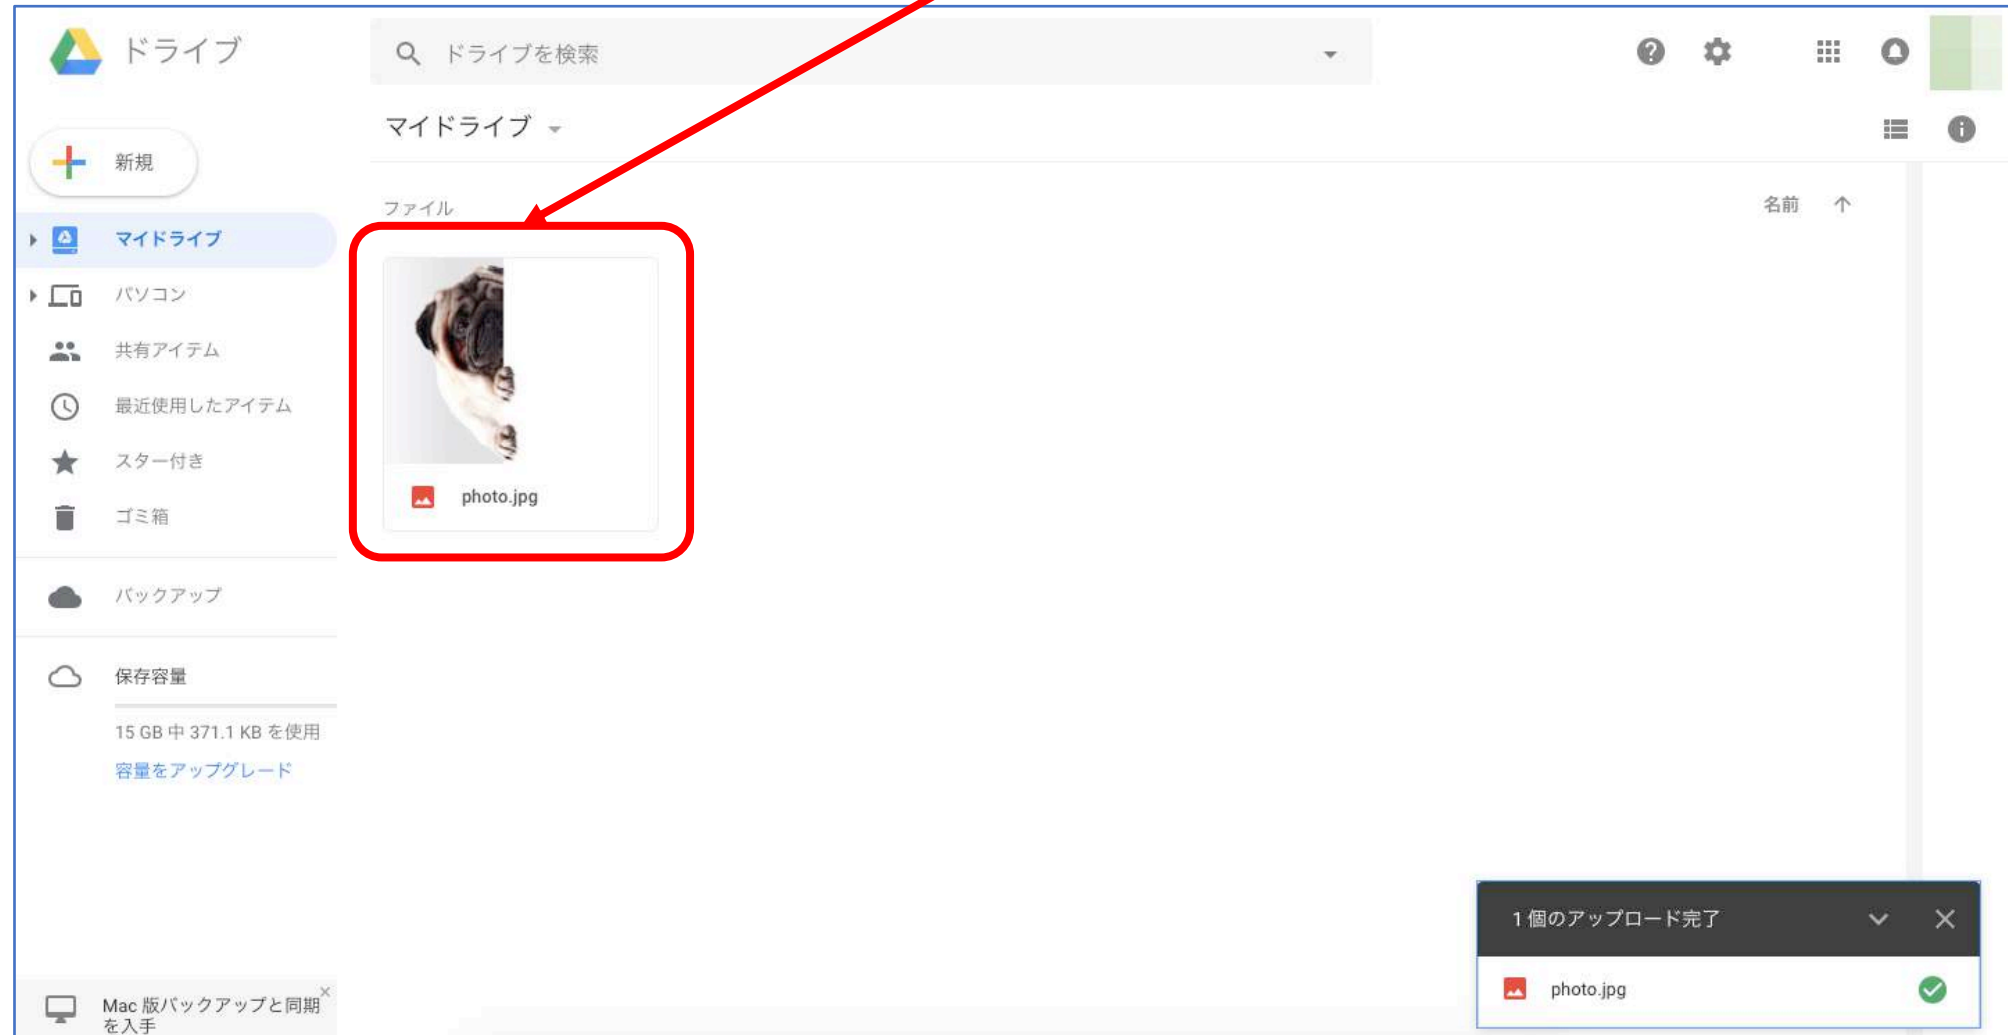 ドライブ
ドライブを検索
マイドライブ
新規
ファイル
名前
マイドライブ
パソコン
共有アイテム
最近使用したアイテム
スター付き
ゴミ箱
photo.jpg
バックアップ
保存容量
15 GB 中 371.1 KB を使用
容量をアップグレード
1 個のアップロード完了
photo.jpg
Mac 版バックアップと同期
を入手